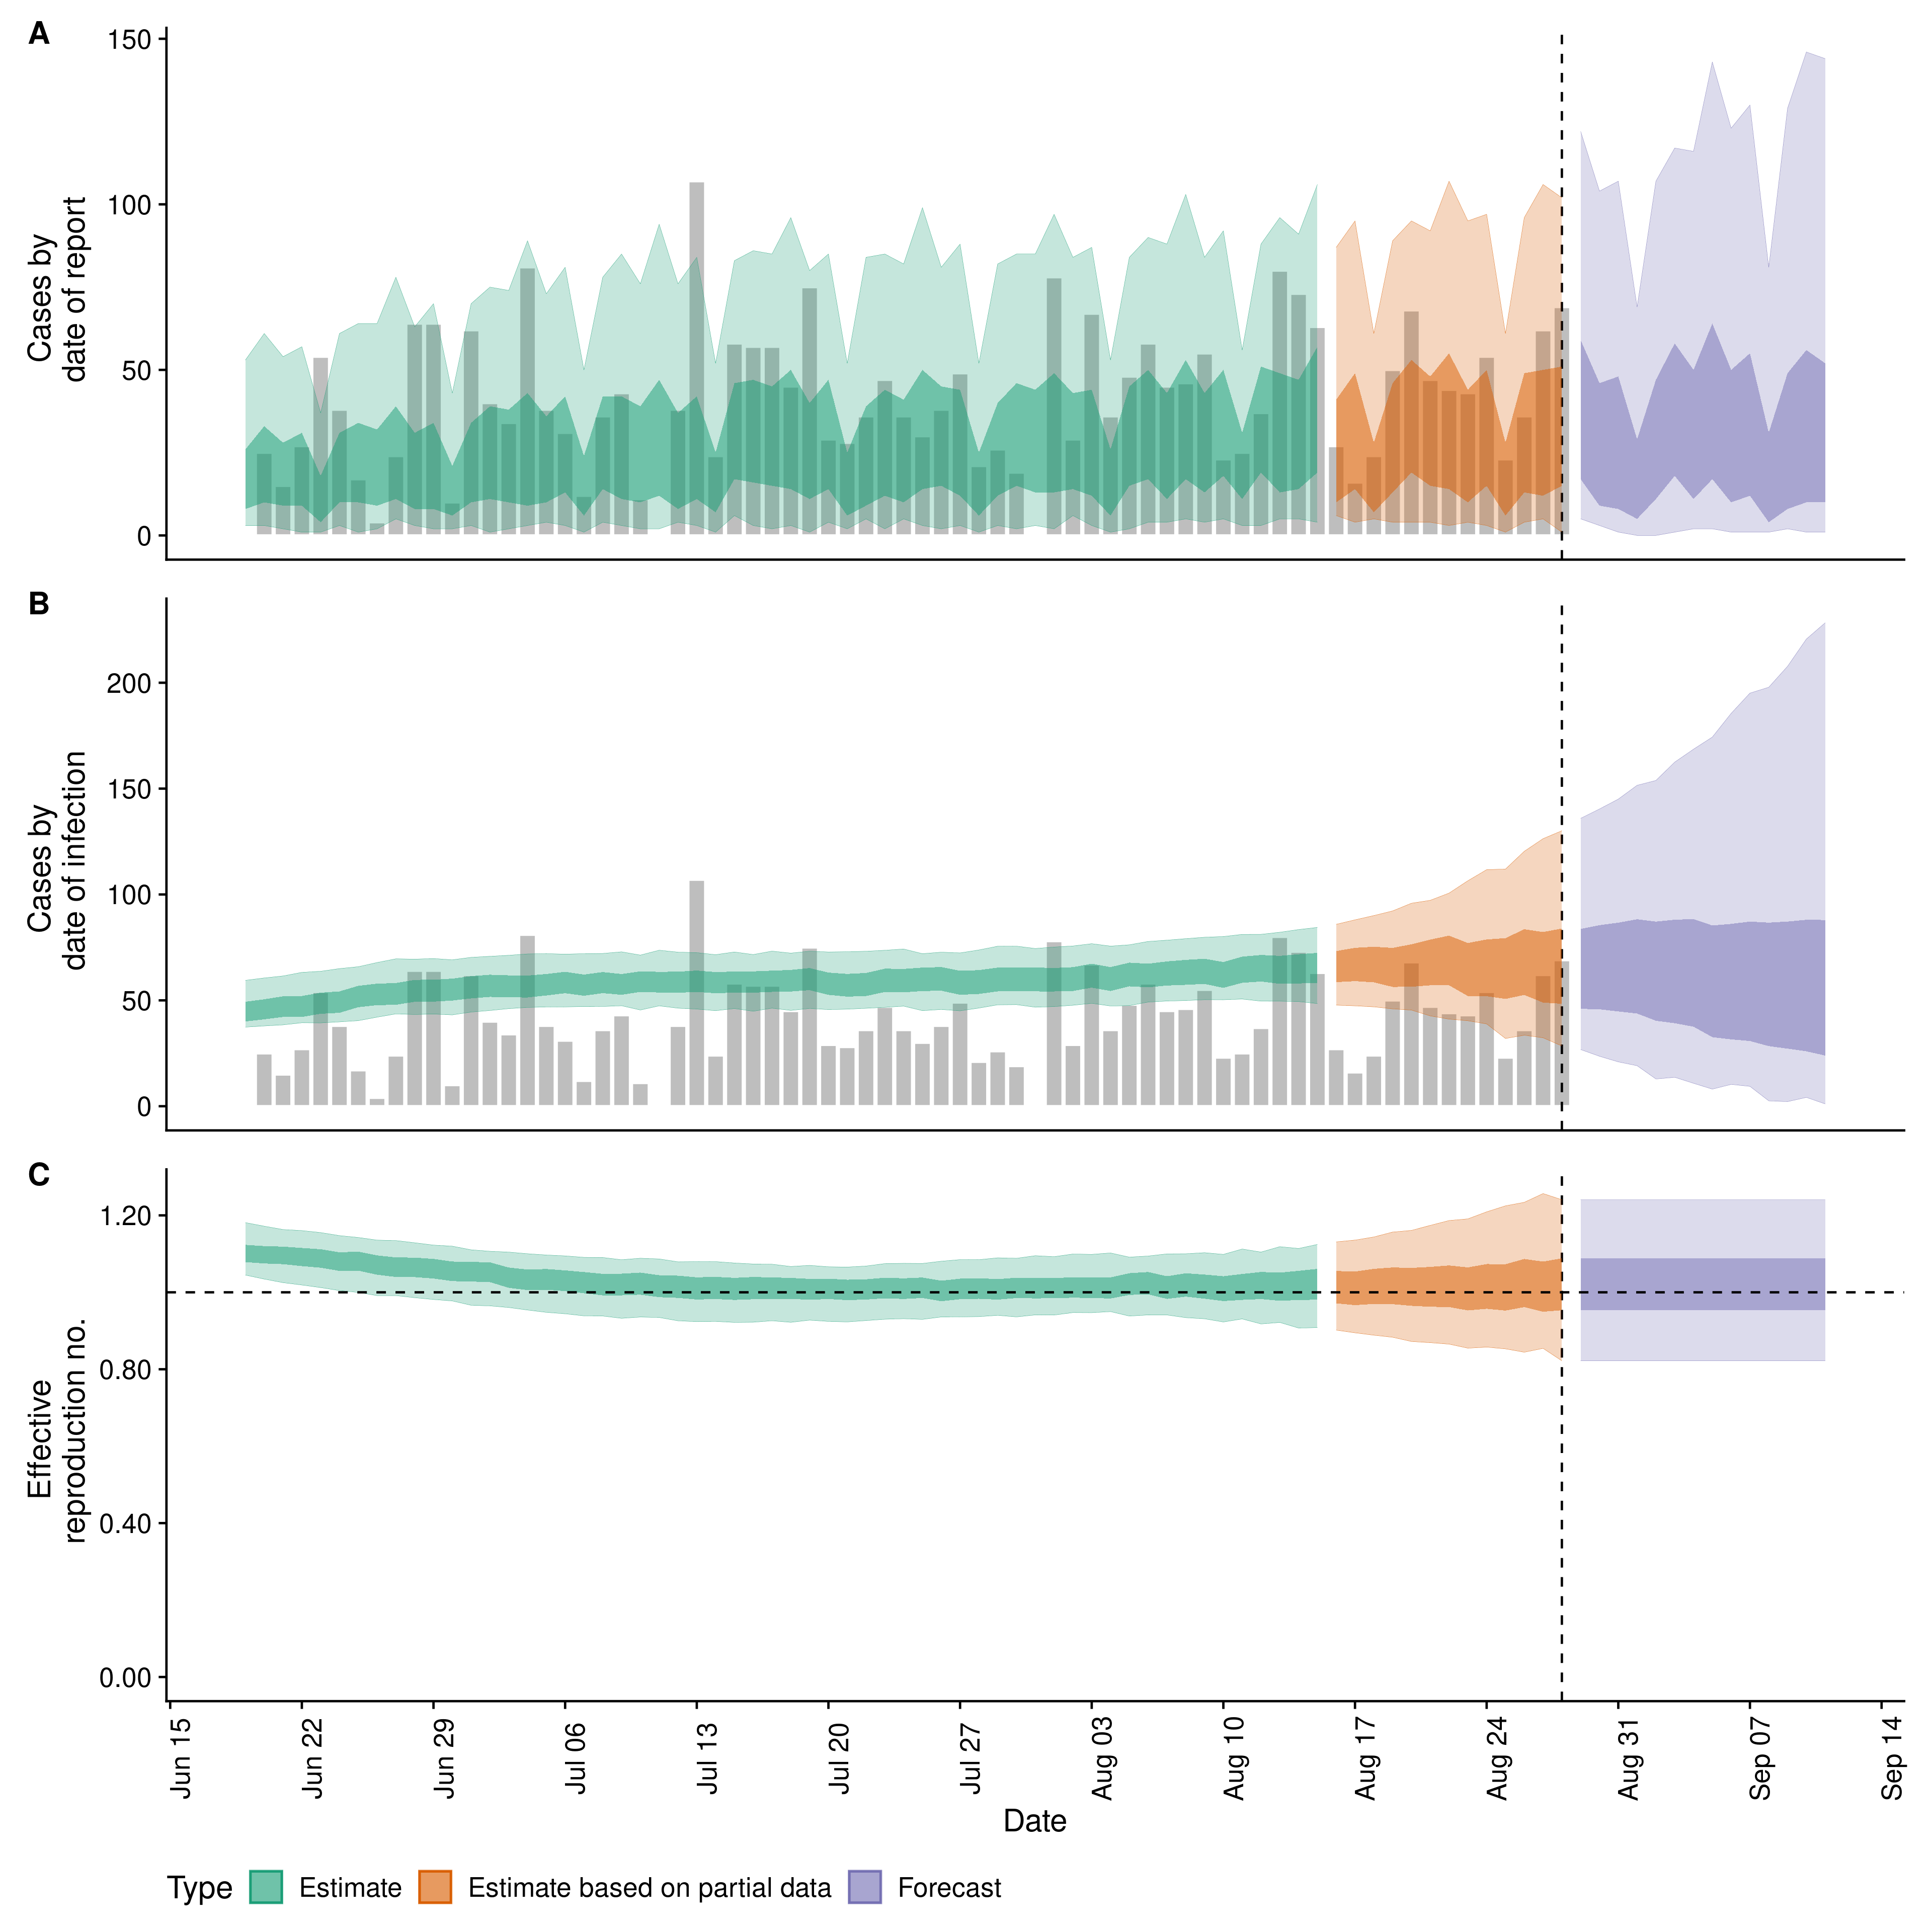 A
150
100
50
0
Cases by
date of report
B
200
150
100
50
0
Cases by
date of infection
C
1.20
0.80
0.40
0.00
Effective
reproduction no.
Jun 15
Jun 22
Jun 29
Jul 06
Jul 13
Jul 20
Jul 27
Aug 03
Aug 10
Aug 17
Aug 24
Aug 31
Sep 07
Sep 14
Date
Type Estimate Estimate based on partial data Forecast